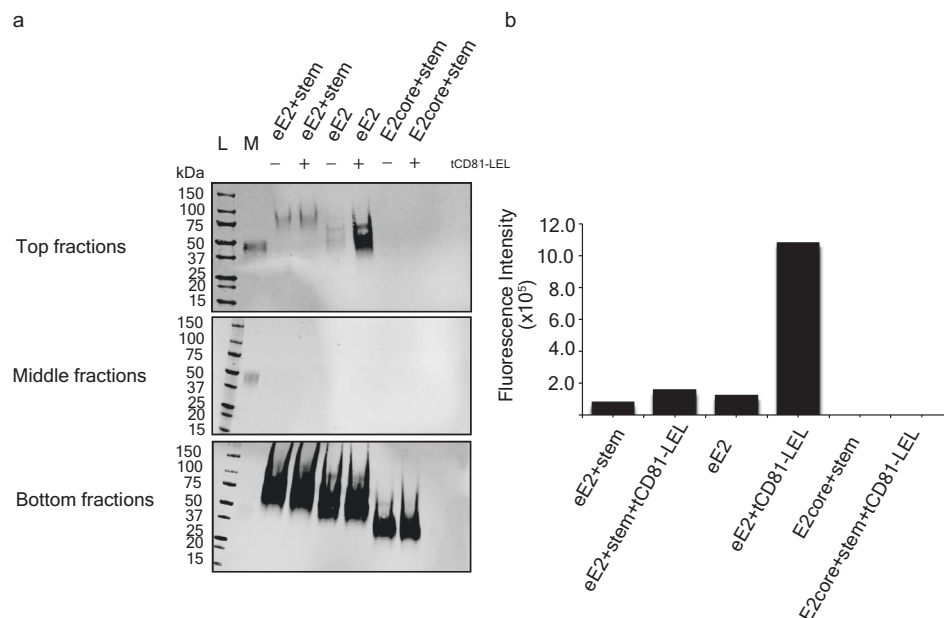 a
b
L M eE2+stem eE2+stem eE2 eE2 E2core+stem E2core+stem
− + − + − + tCD81-LEL
kDa
Top fractions
150
100
75
50
37
25
20
15
Middle fractions
150
100
75
50
37
25
20
15
Bottom fractions
150
100
75
50
37
25
20
15
Fluorescence Intensity
(x10⁵)
12.0
10.0
8.0
6.0
4.0
2.0
eE2+stem
eE2+stem+tCD81-LEL
eE2
eE2+tCD81-LEL
E2core+stem
E2core+stem+tCD81-LEL